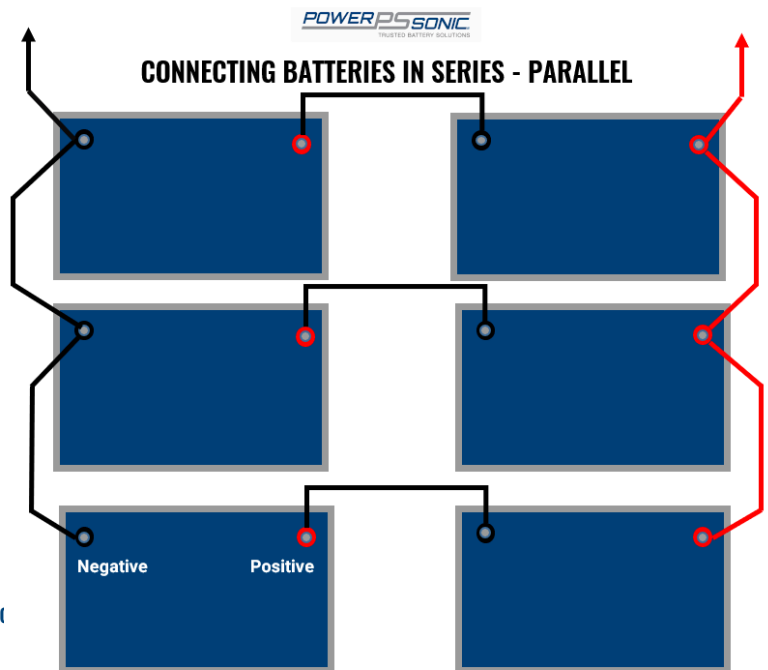 POWER PS SONIC
TRUSTED BATTERY SOLUTIONS
CONNECTING BATTERIES IN SERIES - PARALLEL
Negative Positive